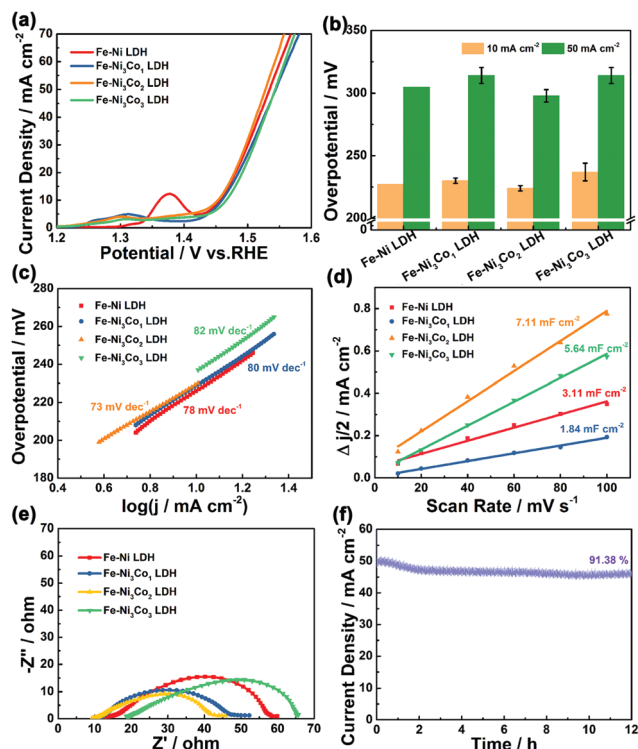 (a)
Current Density / mA cm⁻²
70
60
50
40
30
20
10
0
Fe-Ni LDH
Fe-Ni₃Co₁ LDH
Fe-Ni₃Co₂ LDH
Fe-Ni₃Co₃ LDH
1.2 1.3 1.4 1.5 1.6
Potential / V vs.RHE
(b)
Overpotential / mV
350
300
250
200
0
10 mA cm⁻² 50 mA cm⁻²
Fe-Ni LDH
Fe-Ni₃Co₁ LDH
Fe-Ni₃Co₂ LDH
Fe-Ni₃Co₃ LDH
(c)
Overpotential / mV
280
260
240
220
200
180
Fe-Ni LDH
Fe-Ni₃Co₁ LDH
Fe-Ni₃Co₂ LDH
Fe-Ni₃Co₃ LDH
82 mV dec⁻¹
80 mV dec⁻¹
73 mV dec⁻¹
78 mV dec⁻¹
0.4 0.6 0.8 1.0 1.2 1.4
log(j / mA cm⁻²)
(d)
Δ j/2 / mA cm⁻²
0.8
0.6
0.4
0.2
0.0
Fe-Ni LDH
Fe-Ni₃Co₁ LDH
Fe-Ni₃Co₂ LDH
Fe-Ni₃Co₃ LDH
7.11 mF cm⁻²
5.64 mF cm⁻²
3.11 mF cm⁻²
1.84 mF cm⁻²
0 20 40 60 80 100
Scan Rate / mV s⁻¹
(e)
-Z'' / ohm
70
60
50
40
30
20
10
0
Fe-Ni LDH
Fe-Ni₃Co₁ LDH
Fe-Ni₃Co₂ LDH
Fe-Ni₃Co₃ LDH
0 10 20 30 40 50 60 70
Z' / ohm
(f)
Current Density / mA cm⁻²
60
50
40
30
20
10
0
91.38 %
0 2 4 6 8 10 12
Time / h